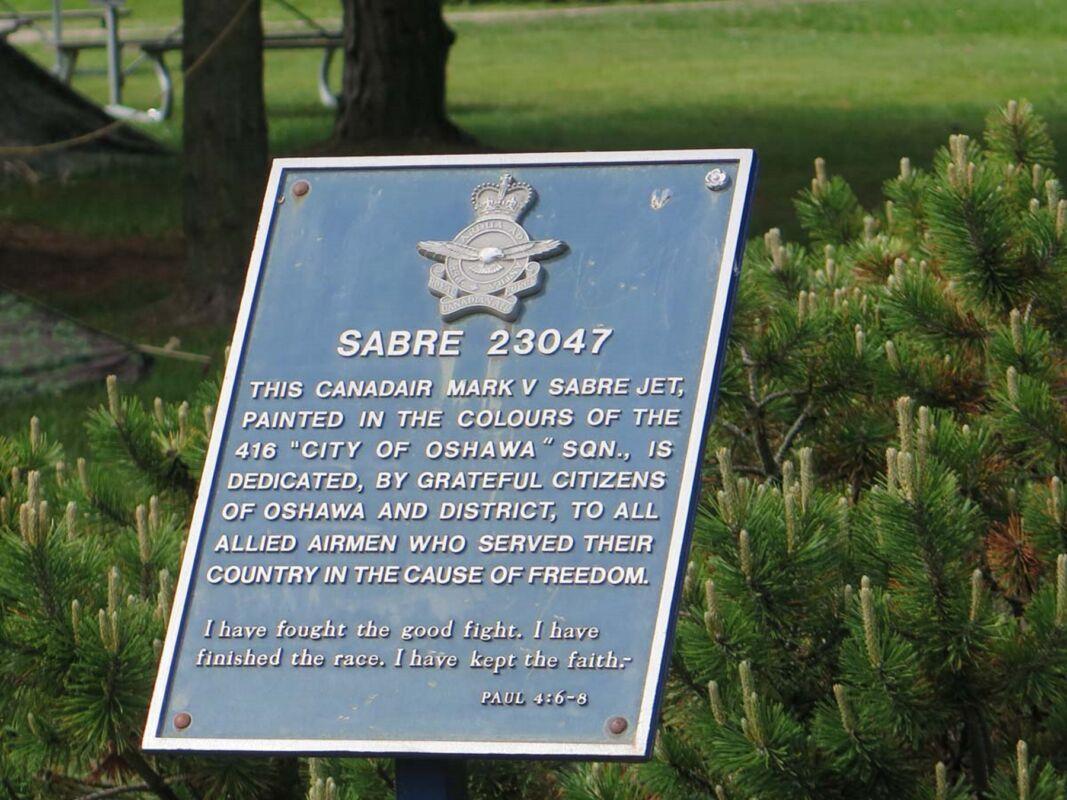 CANADIAN
SABRE 23047
THIS CANADAIR MARK V SABRE JET,
PAINTED IN THE COLOURS OF THE
416 "CITY OF OSHAWA" SQN., IS
DEDICATED, BY GRATEFUL CITIZENS
OF OSHAWA AND DISTRICT, TO ALL
ALLIED AIRMEN WHO SERVED THEIR
COUNTRY IN THE CAUSE OF FREEDOM.
I have fought the good fight. I have
finished the race. I have kept the faith.-
PAUL 4:6-8